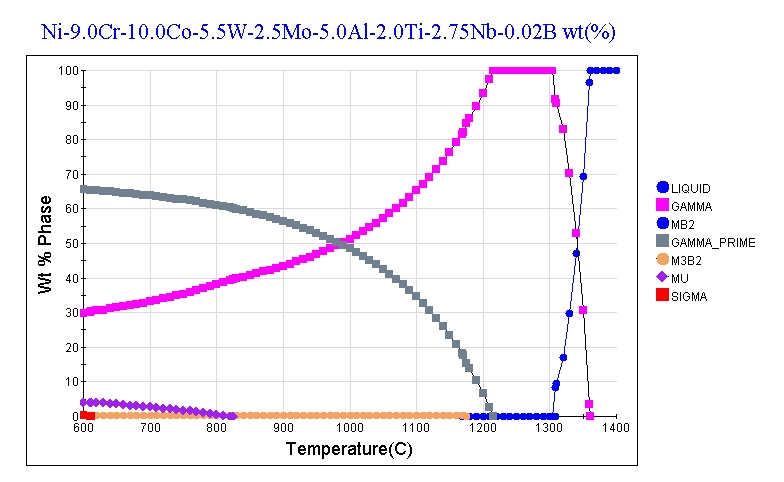 Ni-9.0Cr-10.0Co-5.5W-2.5Mo-5.0Al-2.0Ti-2.75Nb-0.02B wt(%)
100
90
80
70
60
50
40
30
20
10
0
Wt % Phase
600 700 800 900 1000 1100 1200 1300 1400
Temperature(C)
LIQUID
GAMMA
MB2
GAMMA_PRIME
M3B2
MU
SIGMA